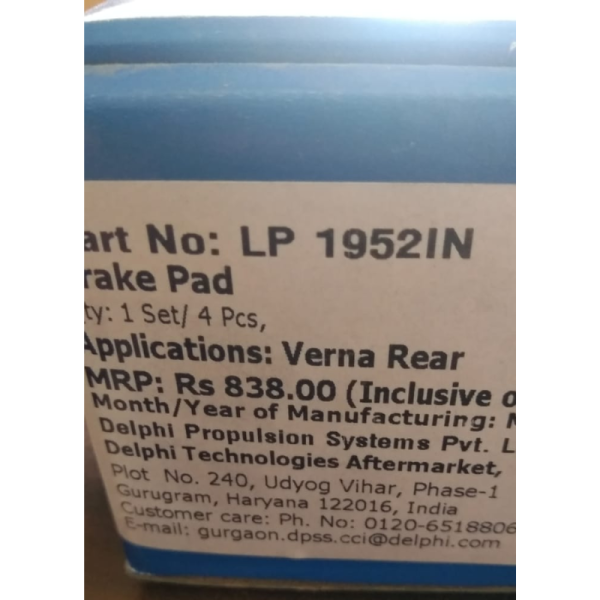 art No: LP 1952IN
rake Pad
ty: 1 Set/ 4 Pcs,
Applications: Verna Rear
MRP: Rs 838.00 (Inclusive o
Month/Year of Manufacturing:
Delphi Propulsion Systems Pvt. L
Delphi Technologies Aftermarket,
Plot No. 240, Udyog Vihar, Phase-1
Gurugram, Haryana 122016, India
Customer care: Ph. No: 0120-6518806
E-mail: gurgaon.dpss.cci@delphi.com